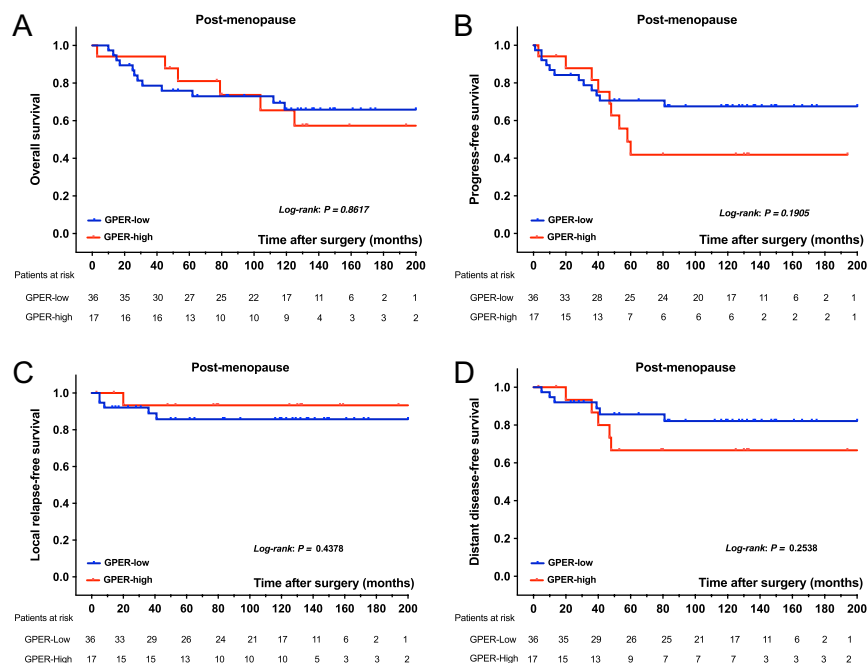 A
Post-menopause
1.0
0.8
0.6
0.4
0.2
0.0
Overall survival
Log-rank: P = 0.8617
GPER-low
GPER-high
Time after surgery (months)
0 20 40 60 80 100 120 140 160 180 200
Patients at risk
GPER-low 36 35 30 27 25 22 17 11 6 2 1
GPER-high 17 16 16 13 10 10 9 4 3 3 2
B
Post-menopause
1.0
0.8
0.6
0.4
0.2
0.0
Progress-free survival
Log-rank: P = 0.1905
GPER-low
GPER-high
Time after surgery (months)
0 20 40 60 80 100 120 140 160 180 200
Patients at risk
GPER-low 36 33 28 25 24 20 17 11 6 2 1
GPER-high 17 15 13 7 6 6 6 2 2 2 1
C
Post-menopause
1.0
0.8
0.6
0.4
0.2
0.0
Local relapse-free survival
Log-rank: P = 0.4378
GPER-low
GPER-high
Time after surgery (months)
0 20 40 60 80 100 120 140 160 180 200
Patients at risk
GPER-Low 36 33 29 26 24 21 17 11 6 2 1
GPER-High 17 15 15 13 10 10 10 5 3 3 2
D
Post-menopause
1.0
0.8
0.6
0.4
0.2
0.0
Distant disease-free survival
Log-rank: P = 0.2538
GPER-low
GPER-high
Time after surgery (months)
0 20 40 60 80 100 120 140 160 180 200
Patients at risk
GPER-Low 36 35 29 26 25 21 17 11 6 2 1
GPER-High 17 15 13 9 7 7 7 3 3 3 2